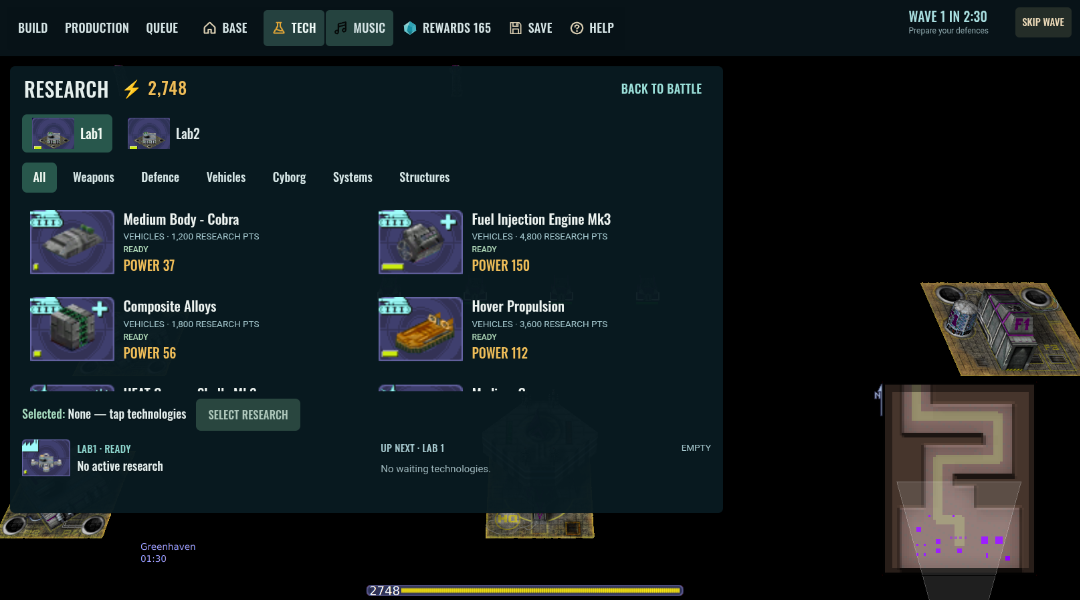 BUILD PRODUCTION QUEUE BASE TECH MUSIC REWARDS 165 SAVE HELP
WAVE 1 IN 2:30
Prepare your defences
SKIP WAVE
RESEARCH 2,748
BACK TO BATTLE
Lab1 Lab2
All Weapons Defence Vehicles Cyborg Systems Structures
Medium Body - Cobra
VEHICLES · 1,200 RESEARCH PTS
READY
POWER 37
Fuel Injection Engine Mk3
VEHICLES · 4,800 RESEARCH PTS
READY
POWER 150
Composite Alloys
VEHICLES · 1,800 RESEARCH PTS
READY
POWER 56
Hover Propulsion
VEHICLES · 3,600 RESEARCH PTS
READY
POWER 112
Selected: None — tap technologies
SELECT RESEARCH
LAB1 · READY
No active research
UP NEXT · LAB 1
EMPTY
No waiting technologies.
F1
N
Greenhaven
01:30
2748